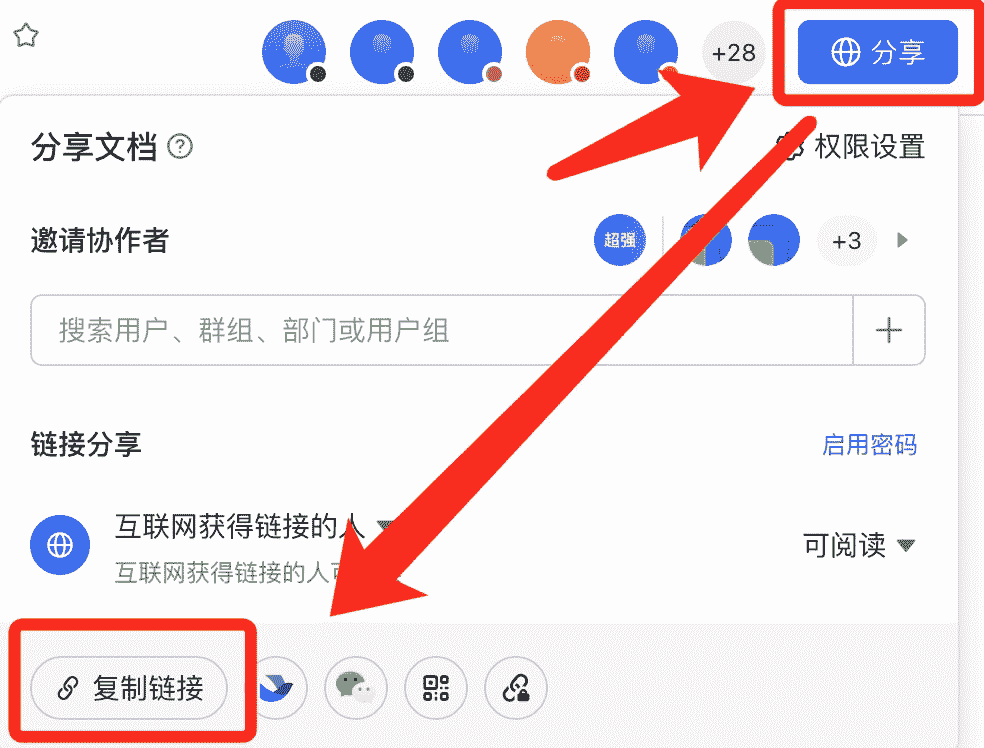 +28
分享
分享文档
权限设置
邀请协作者
超强
+3
搜索用户、群组、部门或用户组
链接分享
启用密码
互联网获得链接的人
可阅读
互联网获得链接的人可
复制链接